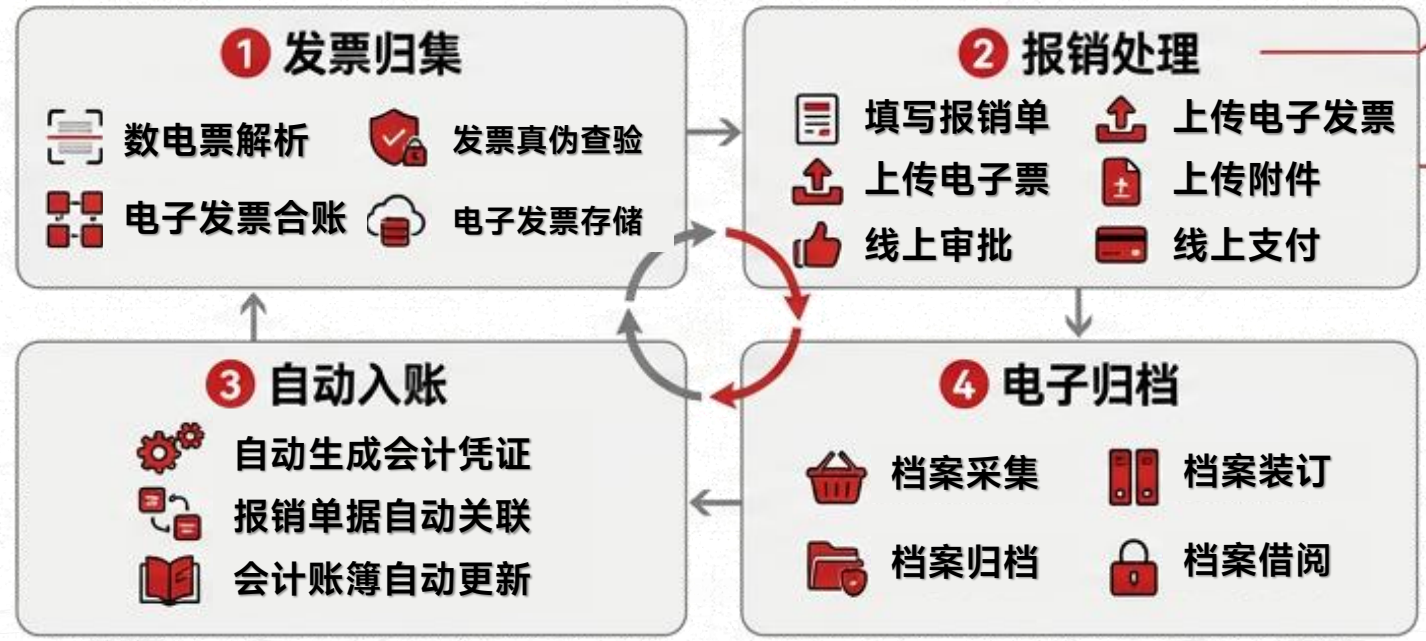 1 发票归集
数电票解析
发票真伪查验
电子发票合账
电子发票存储
2 报销处理
填写报销单
上传电子发票
上传电子票
上传附件
线上审批
线上支付
3 自动入账
自动生成会计凭证
报销单据自动关联
会计账簿自动更新
4 电子归档
档案采集
档案装订
档案归档
档案借阅